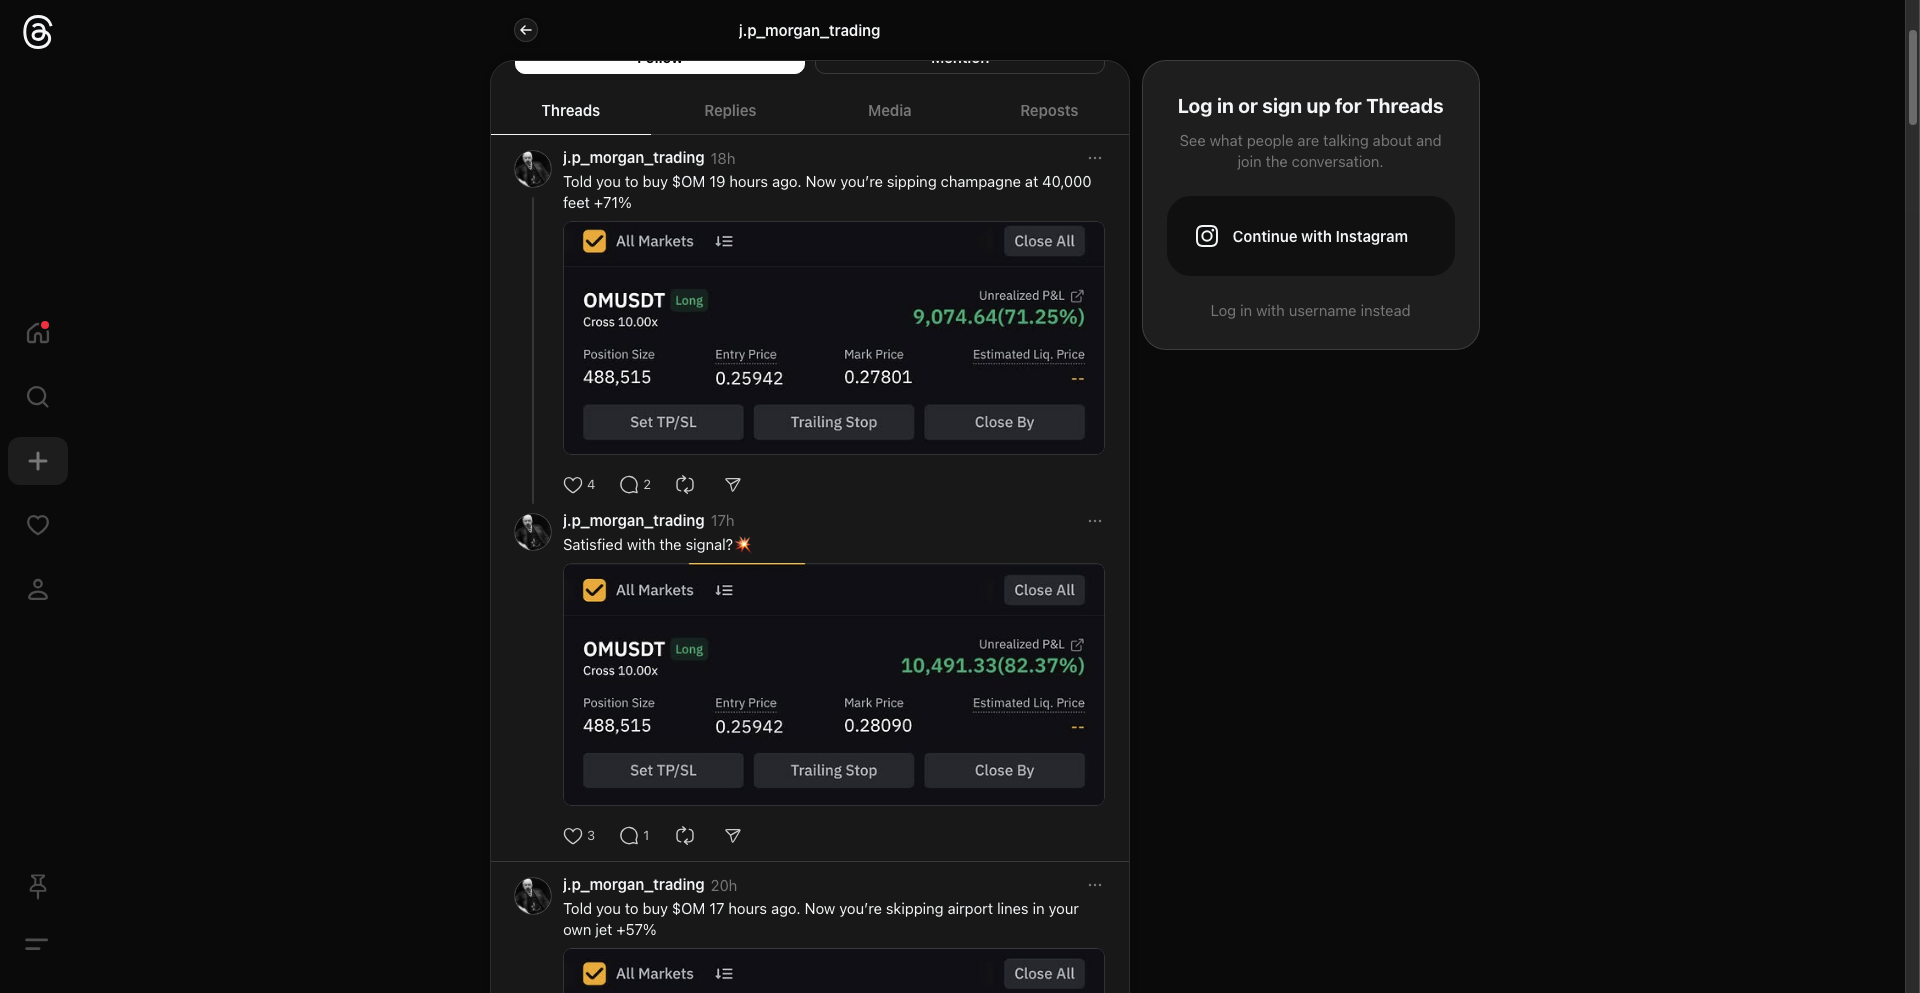 j.p_morgan_trading
Follow
Mention
Threads
Replies
Media
Reposts
j.p_morgan_trading 18h
Told you to buy $OM 19 hours ago. Now you’re sipping champagne at 40,000
feet +71%
All Markets
Close All
OMUSDT Long
Unrealized P&L
Cross 10.00x
9,074.64(71.25%)
Position Size
Entry Price
Mark Price
Estimated Liq. Price
488,515
0.25942
0.27801
--
Set TP/SL
Trailing Stop
Close By
4
2
j.p_morgan_trading 17h
Satisfied with the signal?💥
All Markets
Close All
OMUSDT Long
Unrealized P&L
Cross 10.00x
10,491.33(82.37%)
Position Size
Entry Price
Mark Price
Estimated Liq. Price
488,515
0.25942
0.28090
--
Set TP/SL
Trailing Stop
Close By
3
1
j.p_morgan_trading 20h
Told you to buy $OM 17 hours ago. Now you’re skipping airport lines in your
own jet +57%
All Markets
Close All
Log in or sign up for Threads
See what people are talking about and
join the conversation.
Continue with Instagram
Log in with username instead